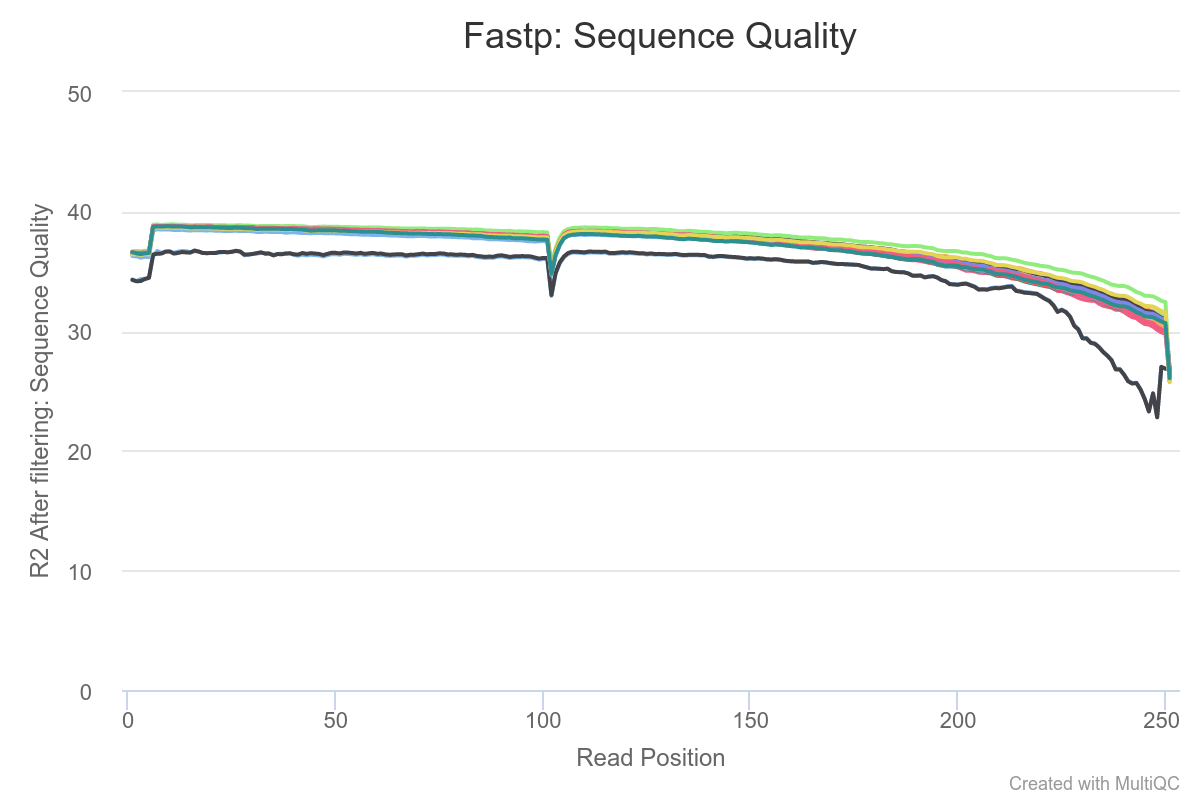 Fastp: Sequence Quality
R2 After filtering: Sequence Quality
50
40
30
20
10
0
0 50 100 150 200 250
Read Position
Created with MultiQC